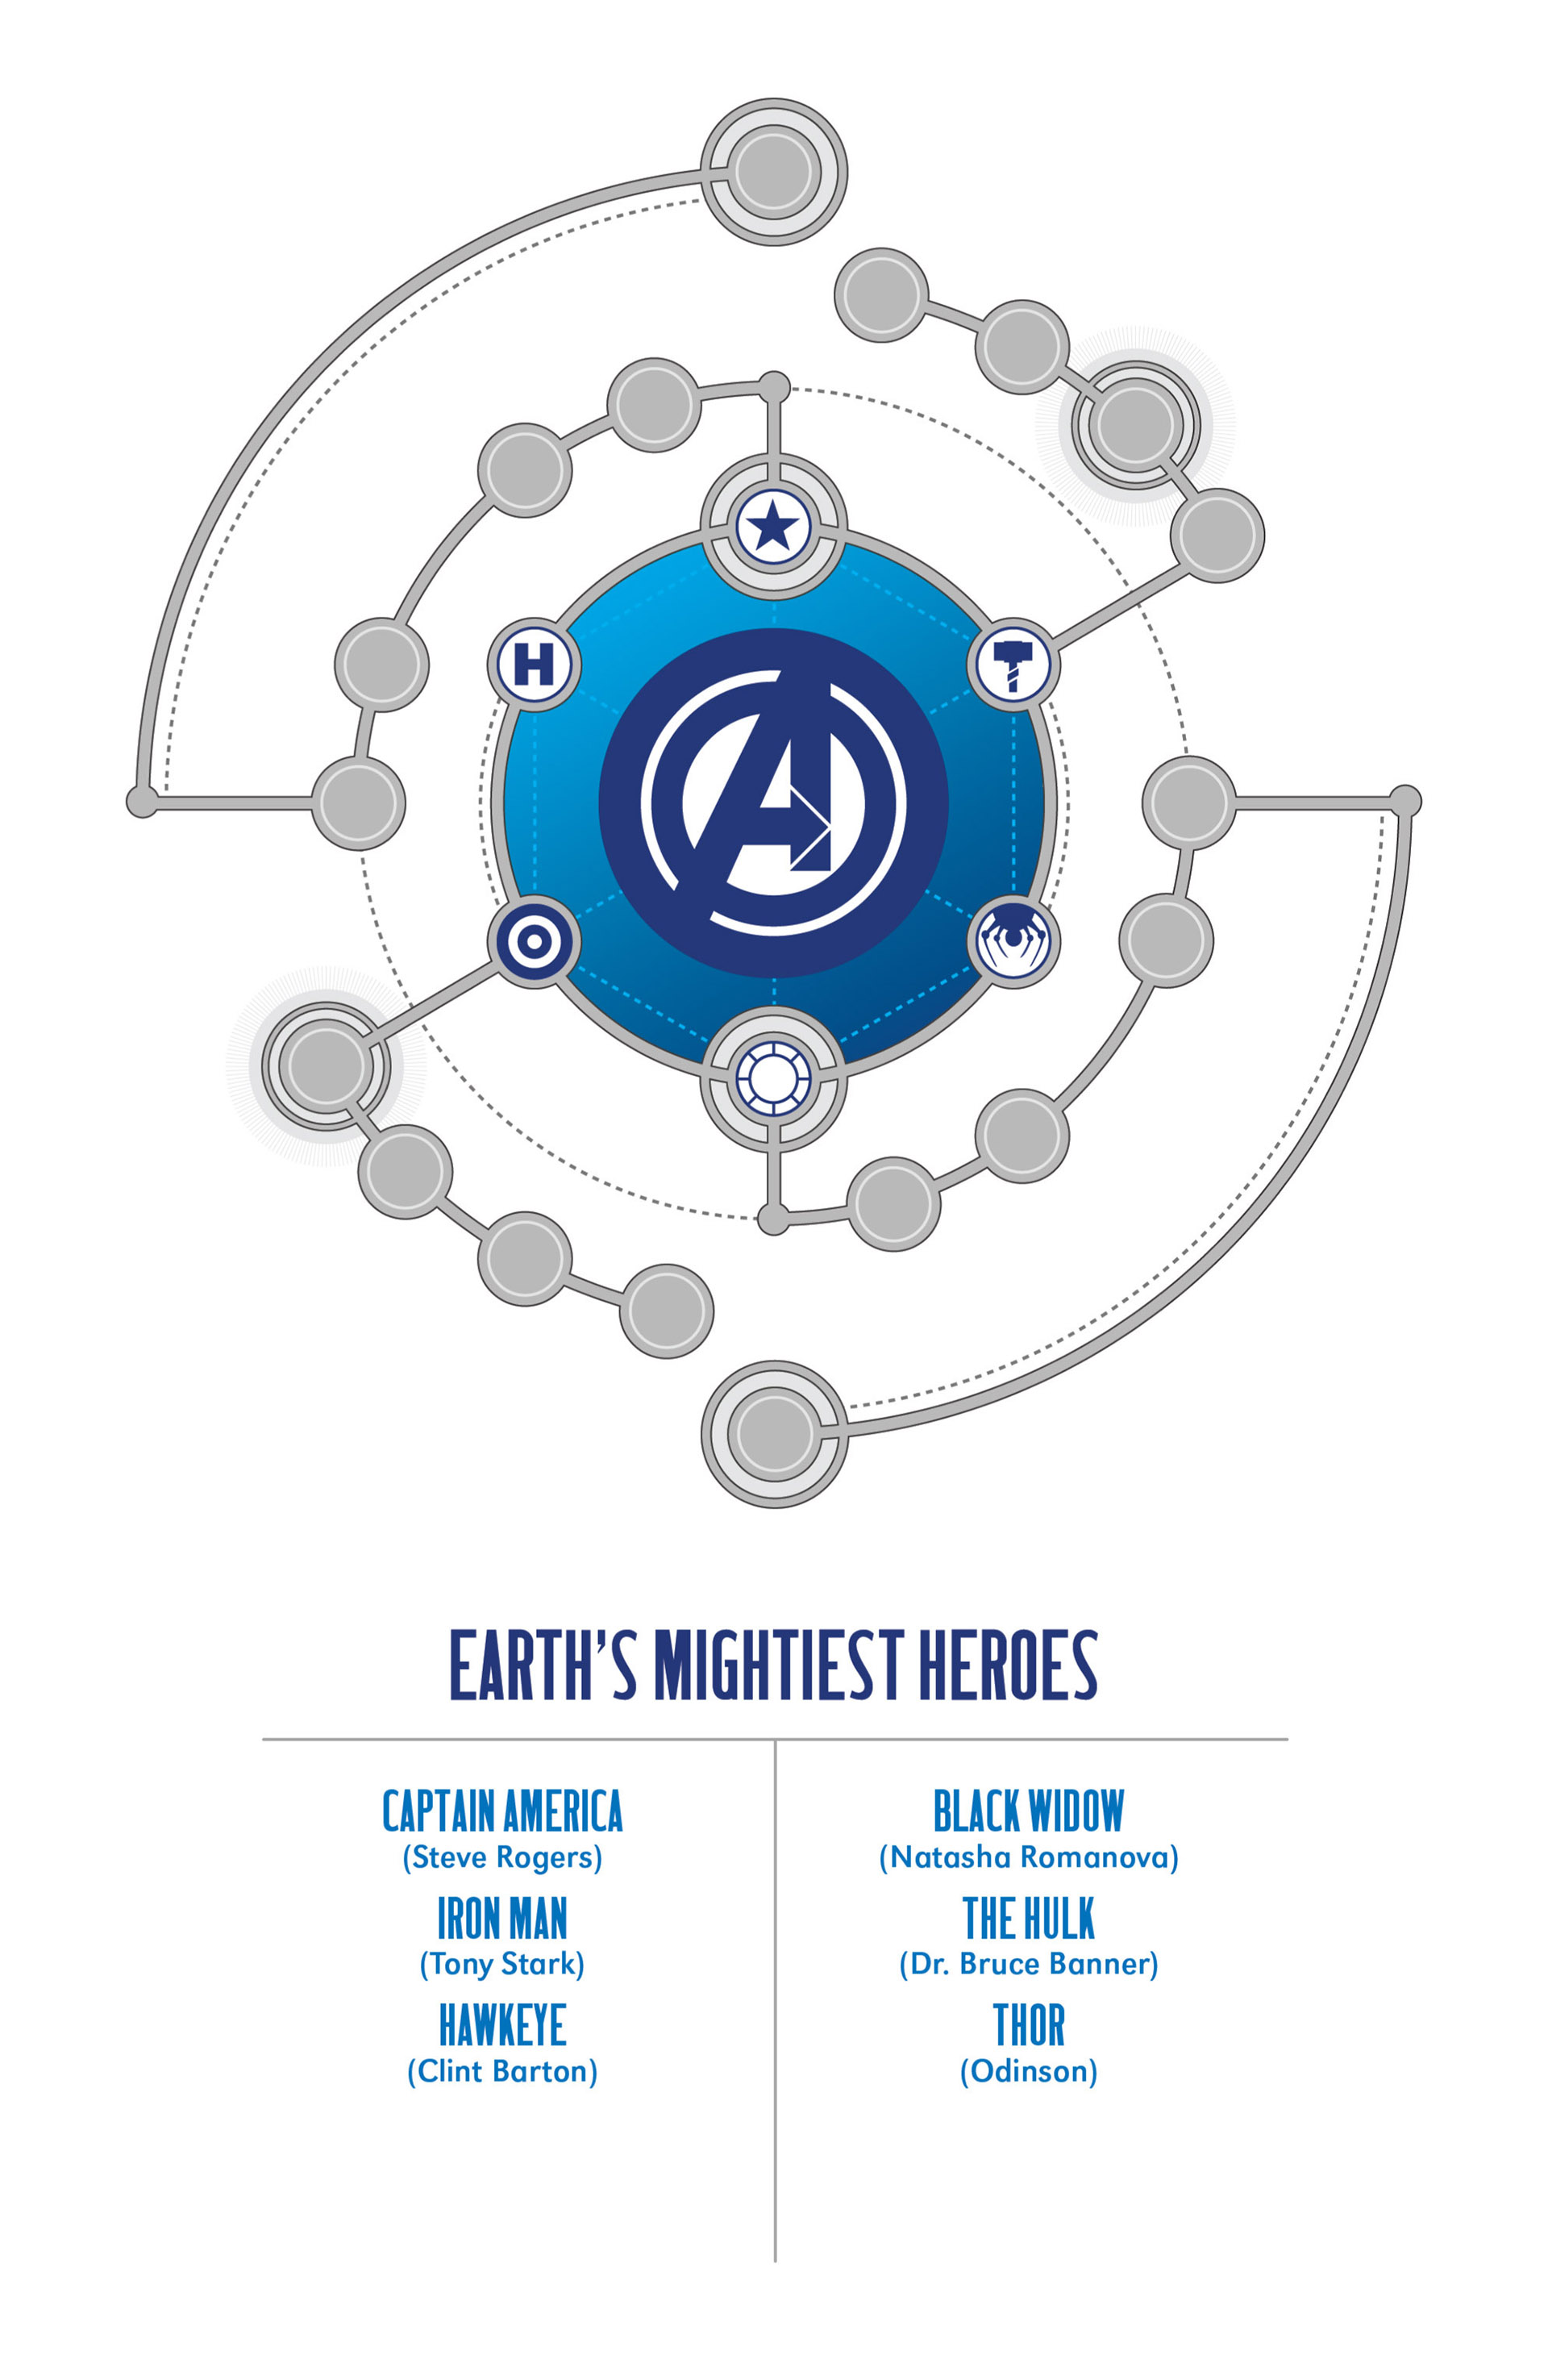 H
A
EARTH'S MIGHTIEST HEROES
CAPTAIN AMERICA
(Steve Rogers)
IRON MAN
(Tony Stark)
HAWKEYE
(Clint Barton)
BLACK WIDOW
(Natasha Romanova)
THE HULK
(Dr. Bruce Banner)
THOR
(Odinson)